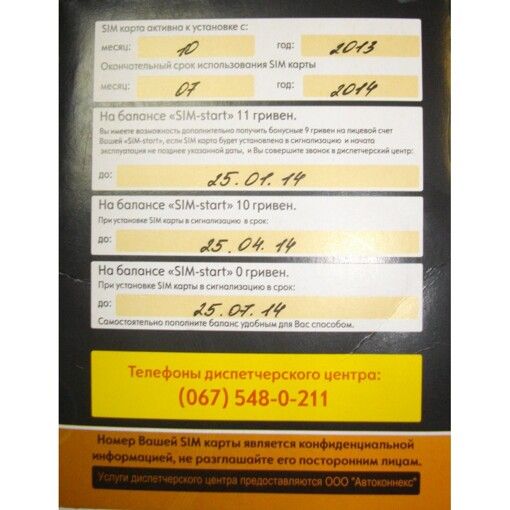 SIM карта активна к установке с:
месяц: 10 год: 2013
Окончательный срок использования SIM карты
месяц: 07 год: 2014
На балансе «SIM-start» 11 гривен.
Вы имеете возможность дополнительно получить бонусные 9 гривен на лицевой счет
Вашей «SIM-start», если SIM карта будет установлена в сигнализацию и начата
эксплуатация не позднее указанной даты, и Вы совершите звонок в диспетчерский центр:
до: 25.01.14
На балансе «SIM-start» 10 гривен.
При установке SIM карты в сигнализацию в срок:
до: 25.04.14
На балансе «SIM-start» 0 гривен.
При установке SIM карты в сигнализацию в срок:
до: 25.07.14
Самостоятельно пополните баланс удобным для Вас способом.
Телефоны диспетчерского центра:
(067) 548-0-211
Номер Вашей SIM карты является конфиденциальной
информацией, не разглашайте его посторонним лицам.
Услуги диспетчерского центра предоставляются ООО "Автоконнекс"